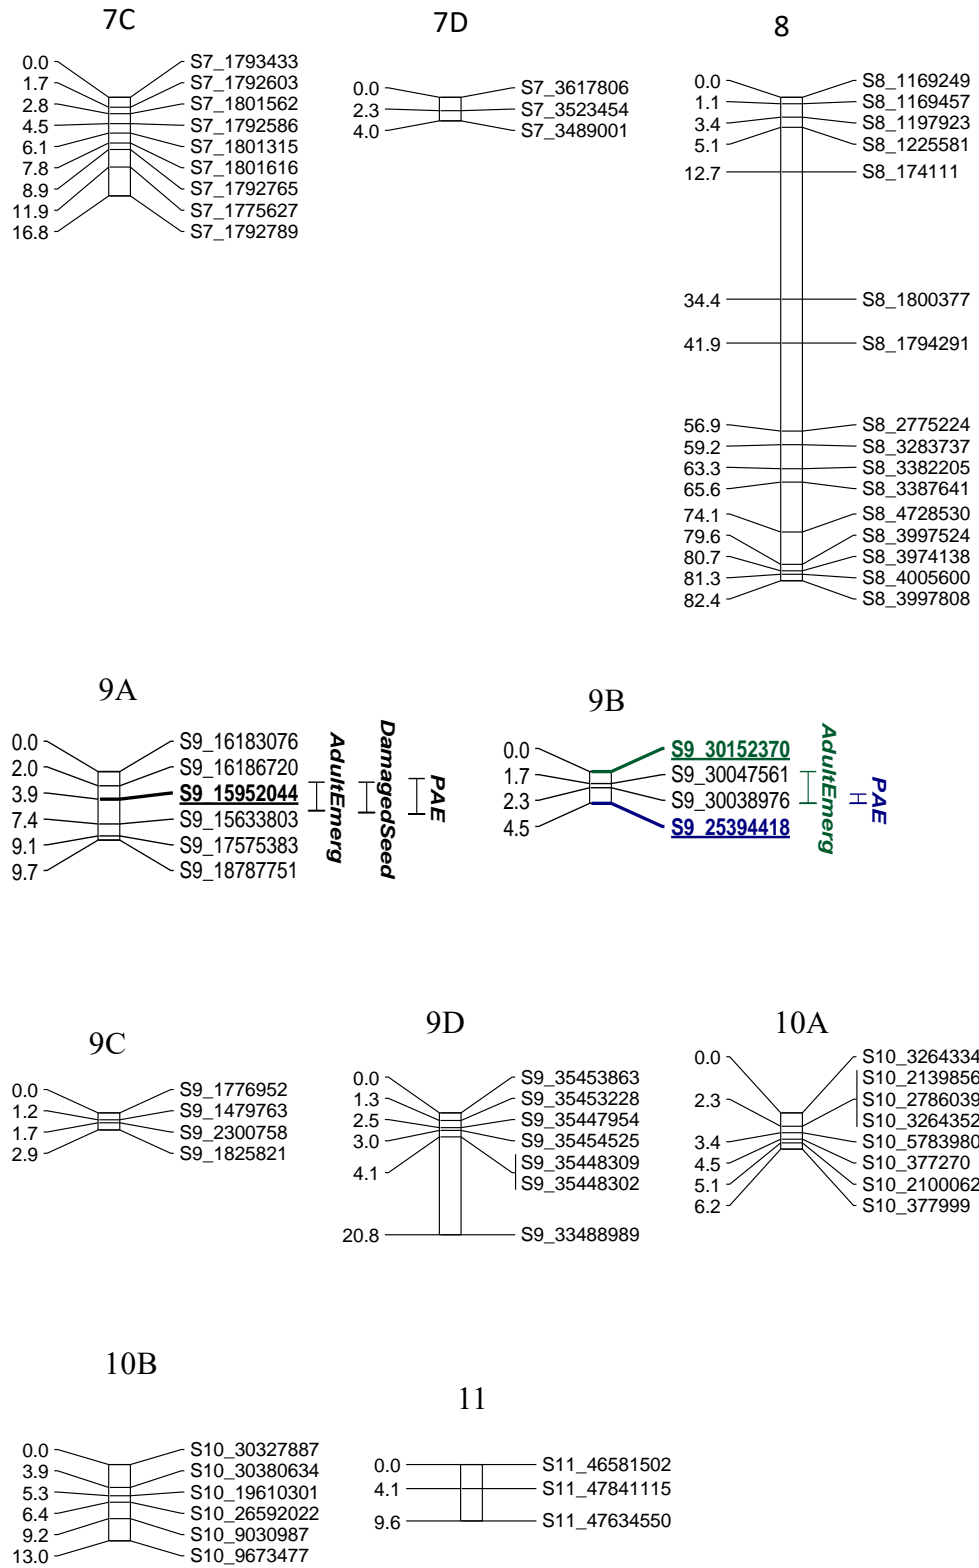 7C
0.0 S7_1793433
1.7 S7_1792603
2.8 S7_1801562
4.5 S7_1792586
6.1 S7_1801315
7.8 S7_1801616
8.9 S7_1792765
11.9 S7_1775627
16.8 S7_1792789
7D
0.0 S7_3617806
2.3 S7_3523454
4.0 S7_3489001
8
0.0 S8_1169249
1.1 S8_1169457
3.4 S8_1197923
5.1 S8_1225581
12.7 S8_174111
34.4 S8_1800377
41.9 S8_1794291
56.9 S8_2775224
59.2 S8_3283737
63.3 S8_3382205
65.6 S8_3387641
74.1 S8_4728530
79.6 S8_3997524
80.7 S8_3974138
81.3 S8_4005600
82.4 S8_3997808
9A
0.0 S9_16183076
2.0 S9_16186720
3.9 S9_15952044
7.4 S9_15633803
9.1 S9_17575383
9.7 S9_18787751
AdultEmerg
DamagedSeed
PAE
9B
0.0 S9_30152370
1.7 S9_30047561
2.3 S9_30038976
4.5 S9_25394418
AdultEmerg
PAE
9C
0.0 S9_1776952
1.2 S9_1479763
1.7 S9_2300758
2.9 S9_1825821
9D
0.0 S9_35453863
1.3 S9_35453228
2.5 S9_35447954
3.0 S9_35454525
4.1 S9_35448309
S9_35448302
20.8 S9_33488989
10A
0.0 S10_3264334
S10_2139856
2.3 S10_2786039
S10_3264352
3.4 S10_5783980
4.5 S10_377270
5.1 S10_2100062
6.2 S10_377999
10B
0.0 S10_30327887
3.9 S10_30380634
5.3 S10_19610301
6.4 S10_26592022
9.2 S10_9030987
13.0 S10_9673477
11
0.0 S11_46581502
4.1 S11_47841115
9.6 S11_47634550